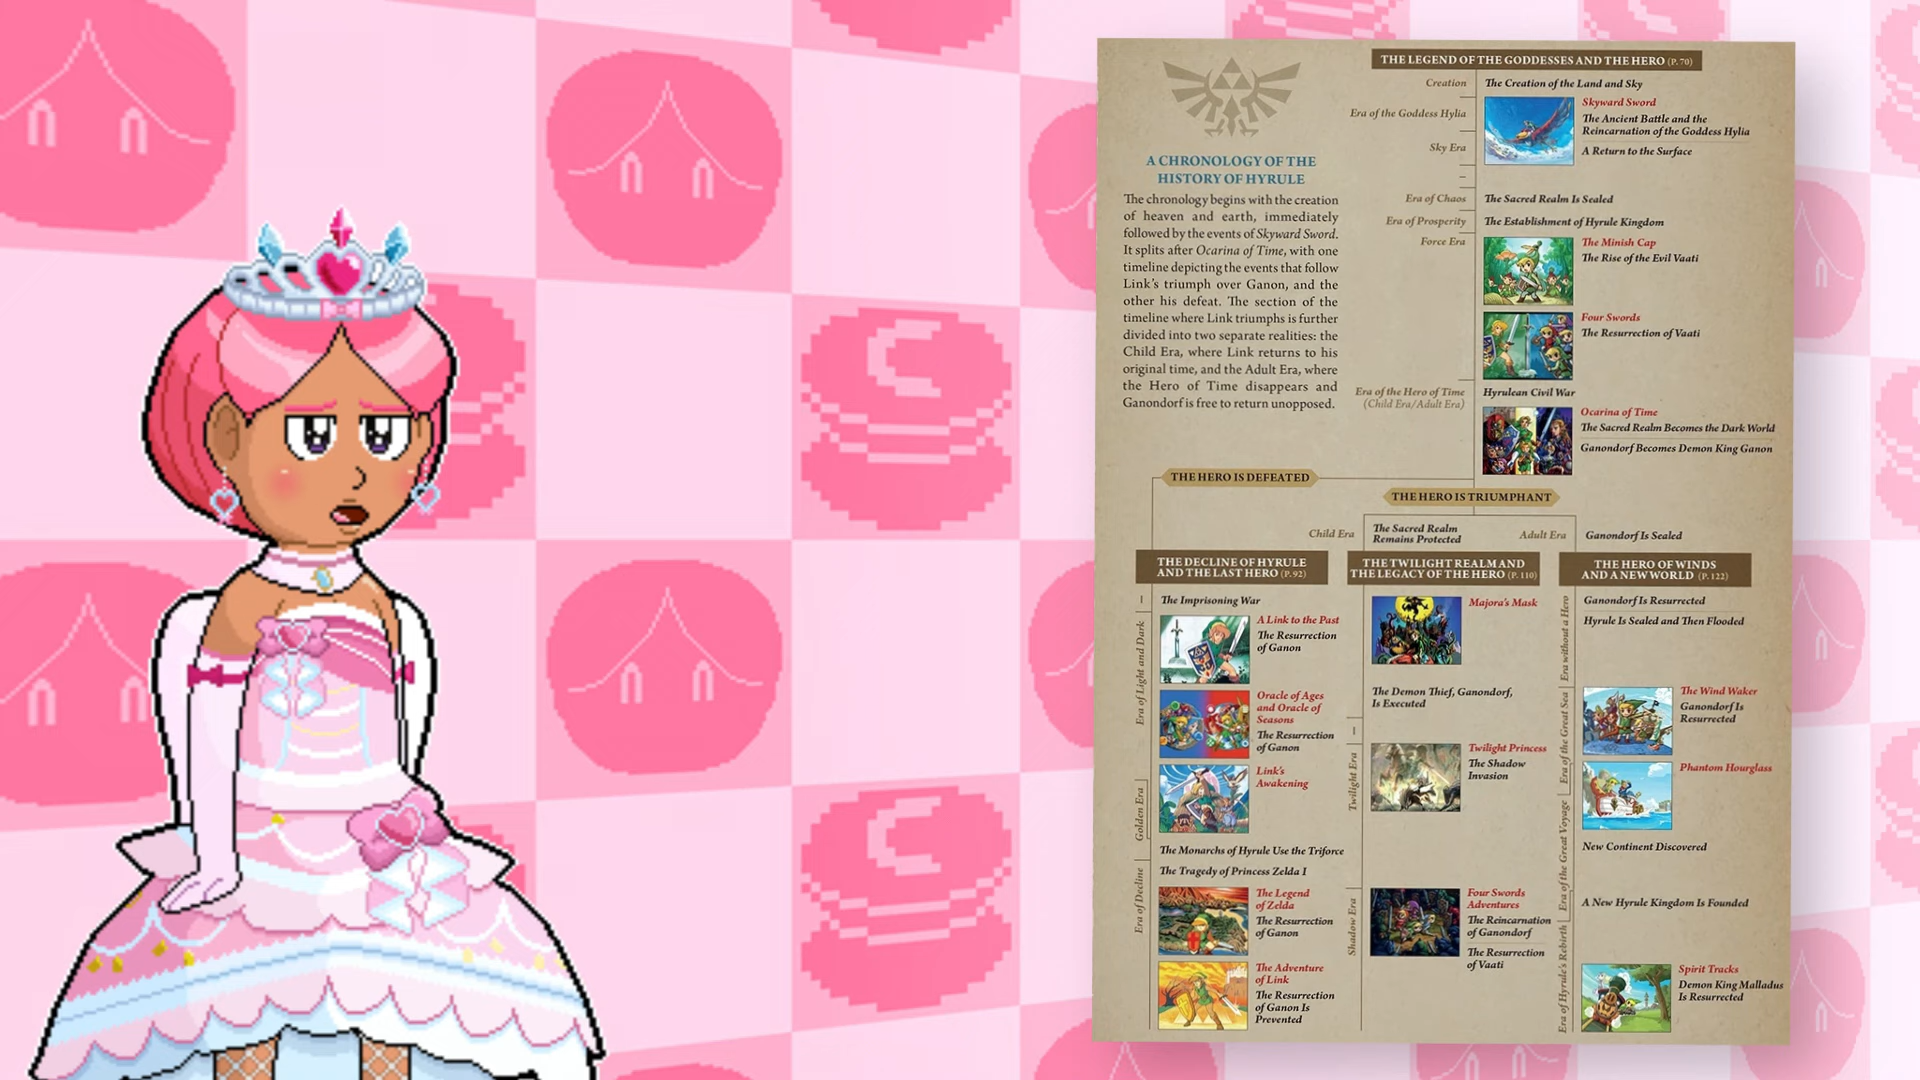 THE LEGEND OF THE GODDESSES AND THE HERO (P. 70)
Creation
The Creation of the Land and Sky
Era of the Goddess Hylia
Skyward Sword
The Ancient Battle and the
Reincarnation of the Goddess Hylia
Sky Era
A Return to the Surface
A CHRONOLOGY OF THE
HISTORY OF HYRULE
The chronology begins with the creation
of heaven and earth, immediately
followed by the events of Skyward Sword.
It splits after Ocarina of Time, with one
timeline depicting the events that follow
Link's triumph over Ganon, and the
other his defeat. The section of the
timeline where Link triumphs is further
divided into two separate realities: the
Child Era, where Link returns to his
original time, and the Adult Era, where
the Hero of Time disappears and
Ganondorf is free to return unopposed.
Era of Chaos
The Sacred Realm Is Sealed
Era of Prosperity
The Establishment of Hyrule Kingdom
Force Era
The Minish Cap
The Rise of the Evil Vaati
Four Swords
The Resurrection of Vaati
Era of the Hero of Time
(Child Era/Adult Era)
Hyrulean Civil War
Ocarina of Time
The Sacred Realm Becomes the Dark World
Ganondorf Becomes Demon King Ganon
THE HERO IS DEFEATED
THE HERO IS TRIUMPHANT
Child Era
The Sacred Realm
Remains Protected
Adult Era
Ganondorf Is Sealed
THE DECLINE OF HYRULE
AND THE LAST HERO (P. 92)
Era of Light and Dark
The Imprisoning War
A Link to the Past
The Resurrection
of Ganon
Oracle of Ages
and Oracle of
Seasons
The Resurrection
of Ganon
Link's
Awakening
Golden Era
The Monarchs of Hyrule Use the Triforce
The Tragedy of Princess Zelda I
Era of Decline
The Legend
of Zelda
The Resurrection
of Ganon
The Adventure
of Link
The Resurrection
of Ganon Is
Prevented
THE TWILIGHT REALM AND
THE LEGACY OF THE HERO (P. 110)
Majora's Mask
The Demon Thief, Ganondorf,
Is Executed
Twilight Era
Twilight Princess
The Shadow
Invasion
Shadow Era
Four Swords
Adventures
The Reincarnation
of Ganondorf
The Resurrection
of Vaati
THE HERO OF WINDS
AND A NEW WORLD (P. 122)
Era without a Hero
Ganondorf Is Resurrected
Hyrule Is Sealed and Then Flooded
Era of the Great Sea
The Wind Waker
Ganondorf Is
Resurrected
Phantom Hourglass
Era of the Great Voyage
New Continent Discovered
A New Hyrule Kingdom Is Founded
Era of Hyrule's Rebirth
Spirit Tracks
Demon King Malladus
Is Resurrected